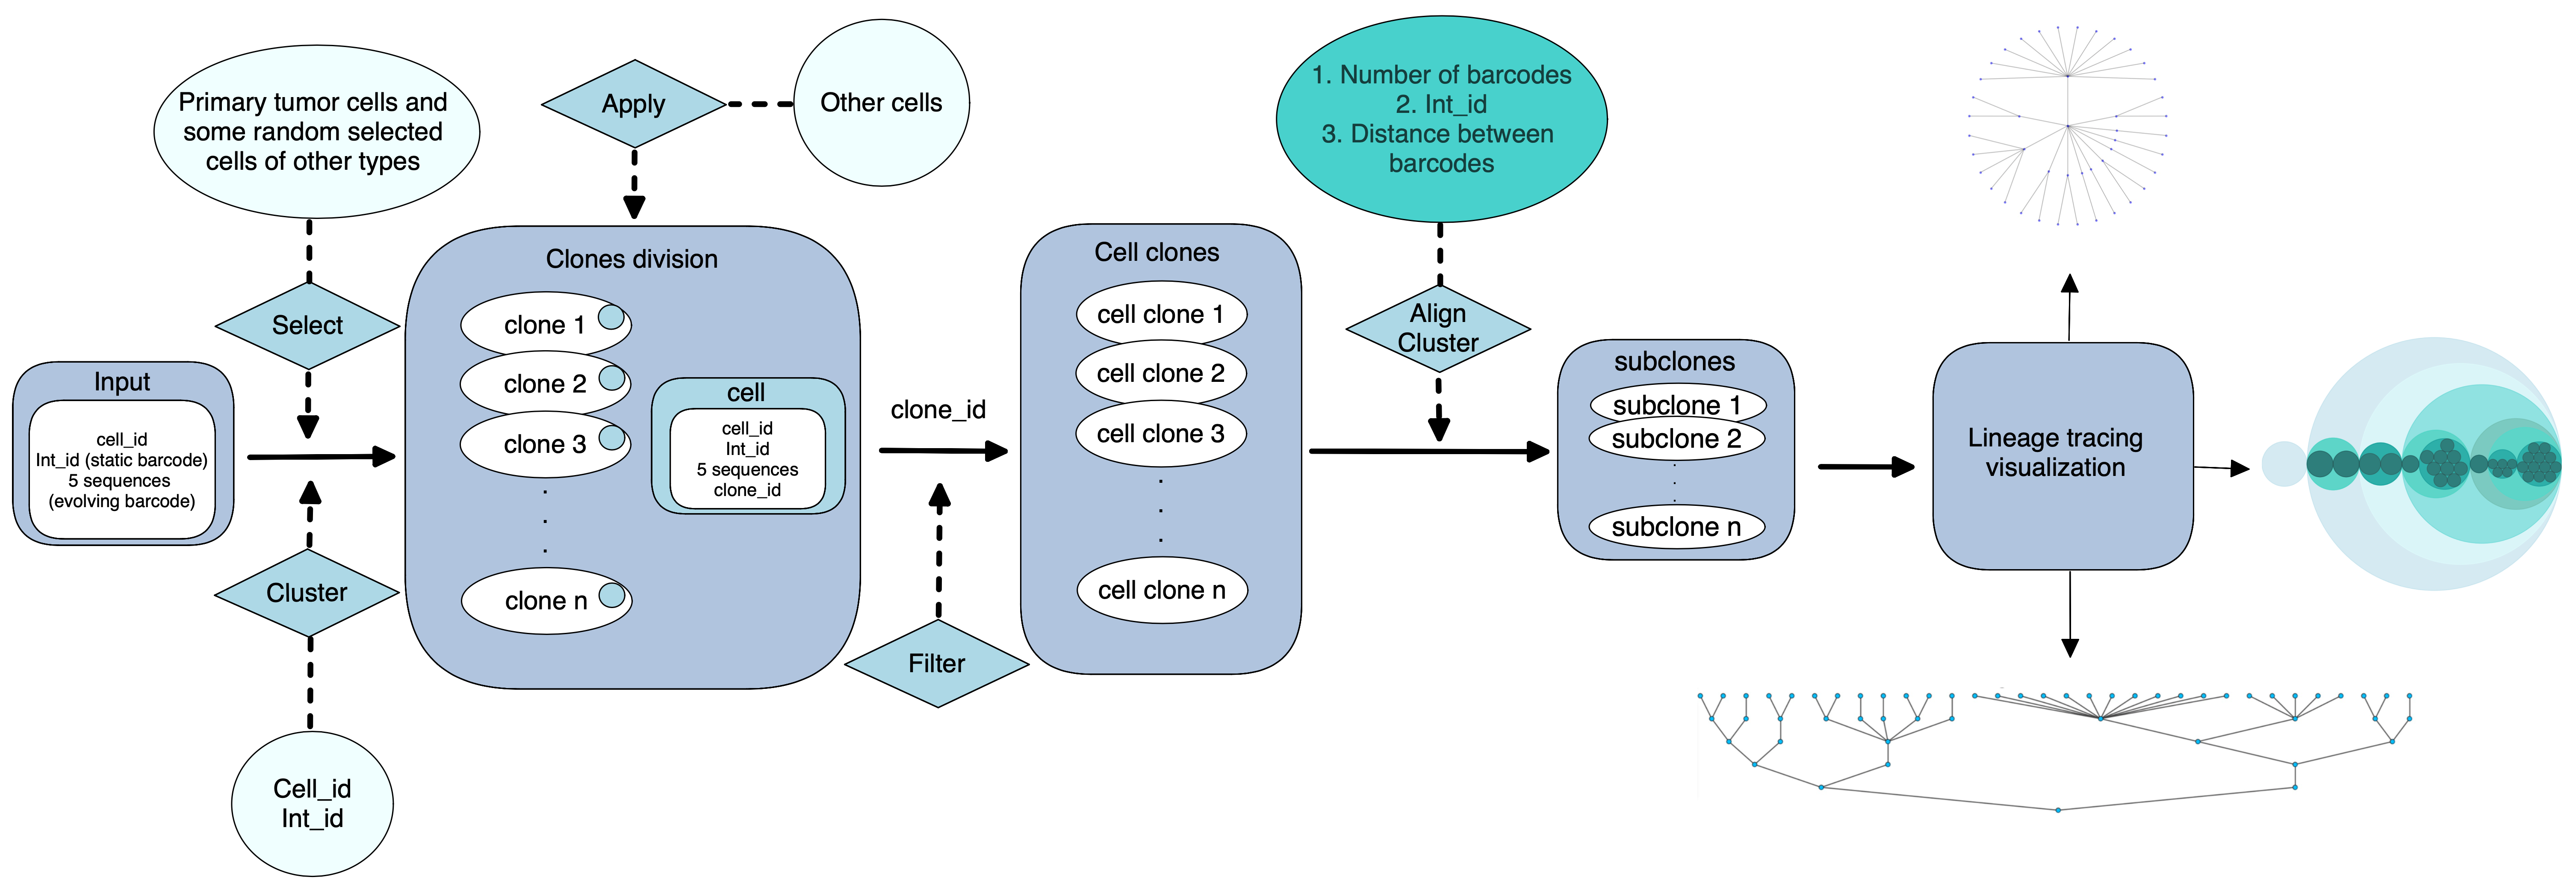 Primary tumor cells and
some random selected
cells of other types
Select
Input
cell_id
Int_id (static barcode)
5 sequences
(evolving barcode)
Cluster
Cell_id
Int_id
Apply
Other cells
Clones division
clone 1
clone 2
clone 3
.
.
.
clone n
cell
cell_id
Int_id
5 sequences
clone_id
clone_id
Filter
Cell clones
cell clone 1
cell clone 2
cell clone 3
.
.
.
cell clone n
1. Number of barcodes
2. Int_id
3. Distance between
barcodes
Align
Cluster
subclones
subclone 1
subclone 2
.
.
.
subclone n
Lineage tracing
visualization